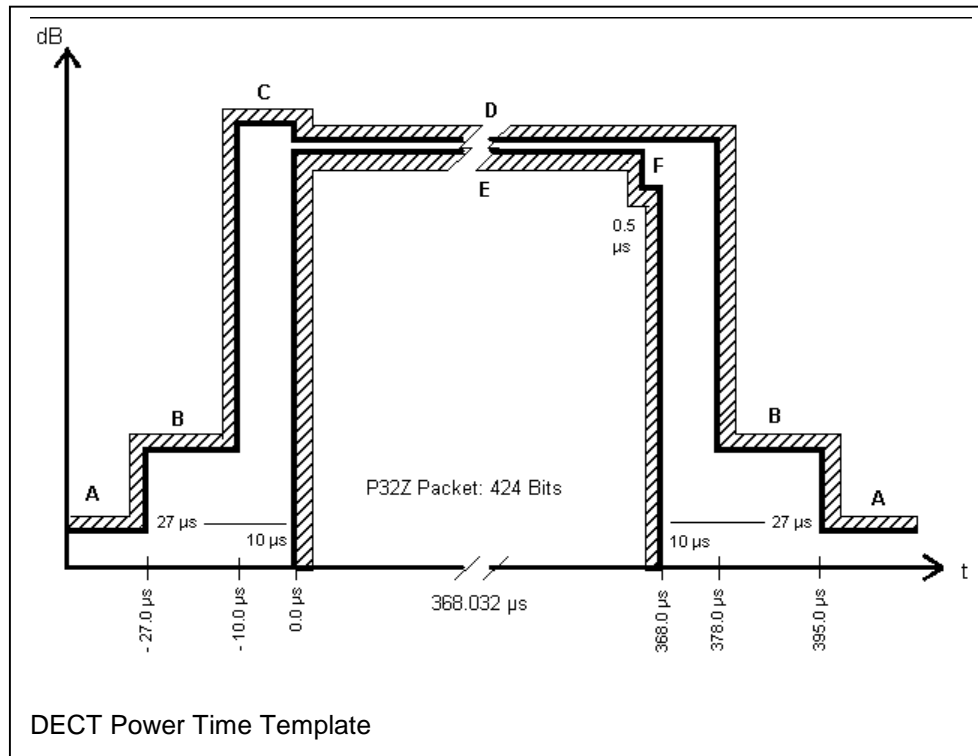 dB
C
D
F
E
0.5
µs
B
B
P32Z Packet: 424 Bits
A
A
27 µs
27 µs
10 µs
10 µs
t
368.032 µs
- 27.0 µs
- 10.0 µs
0.0 µs
368.0 µs
378.0 µs
395.0 µs
DECT Power Time Template